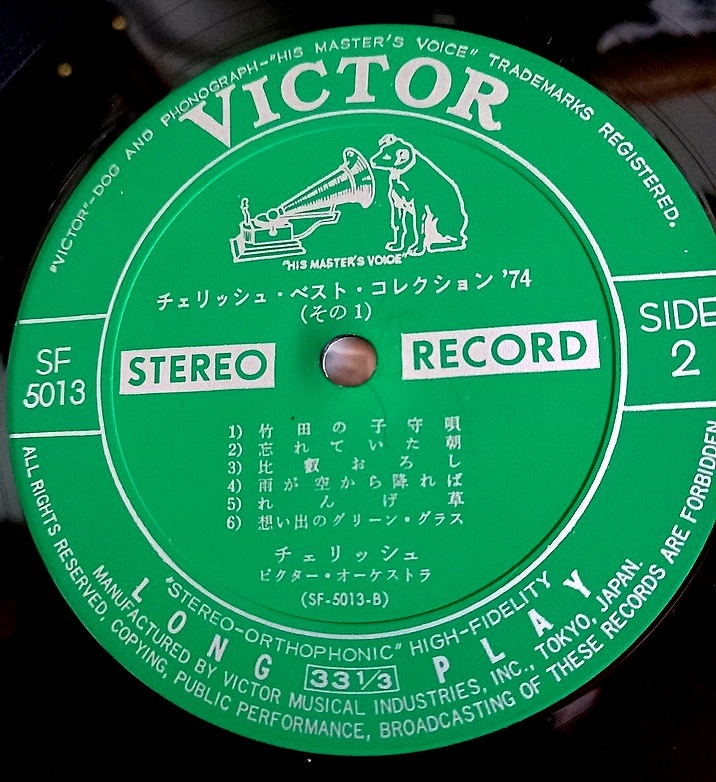 "VICTOR"-DOG AND PHONOGRAPH-"HIS MASTER'S VOICE" TRADEMARKS REGISTERED.
VICTOR
"HIS MASTER'S VOICE"
チェリッシュ・ベスト・コレクション '74
(その 1)
SF
5013
STEREO
RECORD
SIDE
2
1) 竹田の子守唄
2) 忘れていた朝
3) 比叡おろし
4) 雨が空から降れば
5) れんげ草
6) 想い出のグリーン・グラス
チェリッシュ
ビクター・オーケストラ
(SF-5013-B)
"STEREO-ORTHOPHONIC" HIGH-FIDELITY
LONG PLAY
33 1/3
MANUFACTURED BY VICTOR MUSICAL INDUSTRIES, INC., TOKYO, JAPAN.
ALL RIGHTS RESERVED, COPYING, PUBLIC PERFORMANCE, BROADCASTING OF THESE RECORDS ARE FORBIDDEN